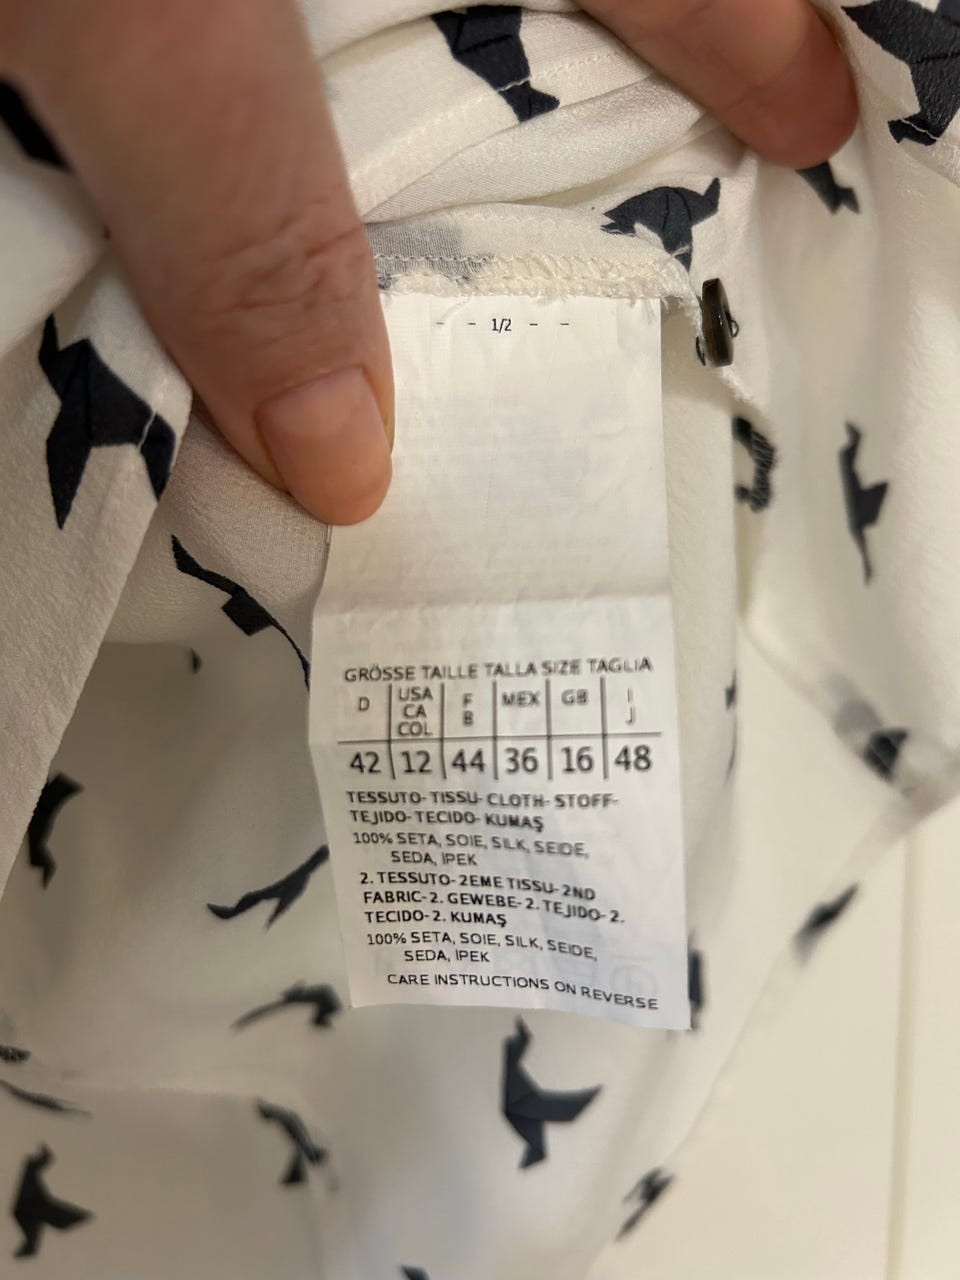 - - 1/2 - -
GRÖSSE TAILLE TALLA SIZE TAGLIA
D USA CA COL F B MEX GB I J
42 12 44 36 16 48
TESSUTO-TISSU-CLOTH-STOFF-
TEJIDO-TECIDO-KUMAŞ
100% SETA, SOIE, SILK, SEIDE,
SEDA, İPEK
2. TESSUTO-2EME TISSU-2ND
FABRIC-2. GEWEBE-2. TEJIDO-2.
TECIDO-2. KUMAŞ
100% SETA, SOIE, SILK, SEIDE,
SEDA, İPEK
CARE INSTRUCTIONS ON REVERSE